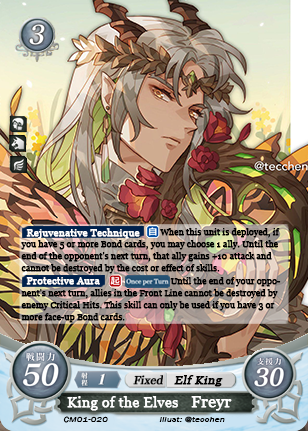 3
@tecchen
Rejuvenative Technique When this unit is deployed, if
you have 5 or more Bond cards, you may choose 1 ally. Until the
end of the opponent's next turn, that ally gains +10 attack and
cannot be destroyed by the cost or effect of skills.
Protective Aura Once per Turn Until the end of your oppo-
nent's next turn, allies in the Front Line cannot be destroyed by
enemy Critical Hits. This skill can only be used if you have 3
or more face-up Bond cards.
戦闘力
50
射程 1
Fixed Elf King
支援力
30
King of the Elves Freyr
CM01-020 Illust: @tecchen